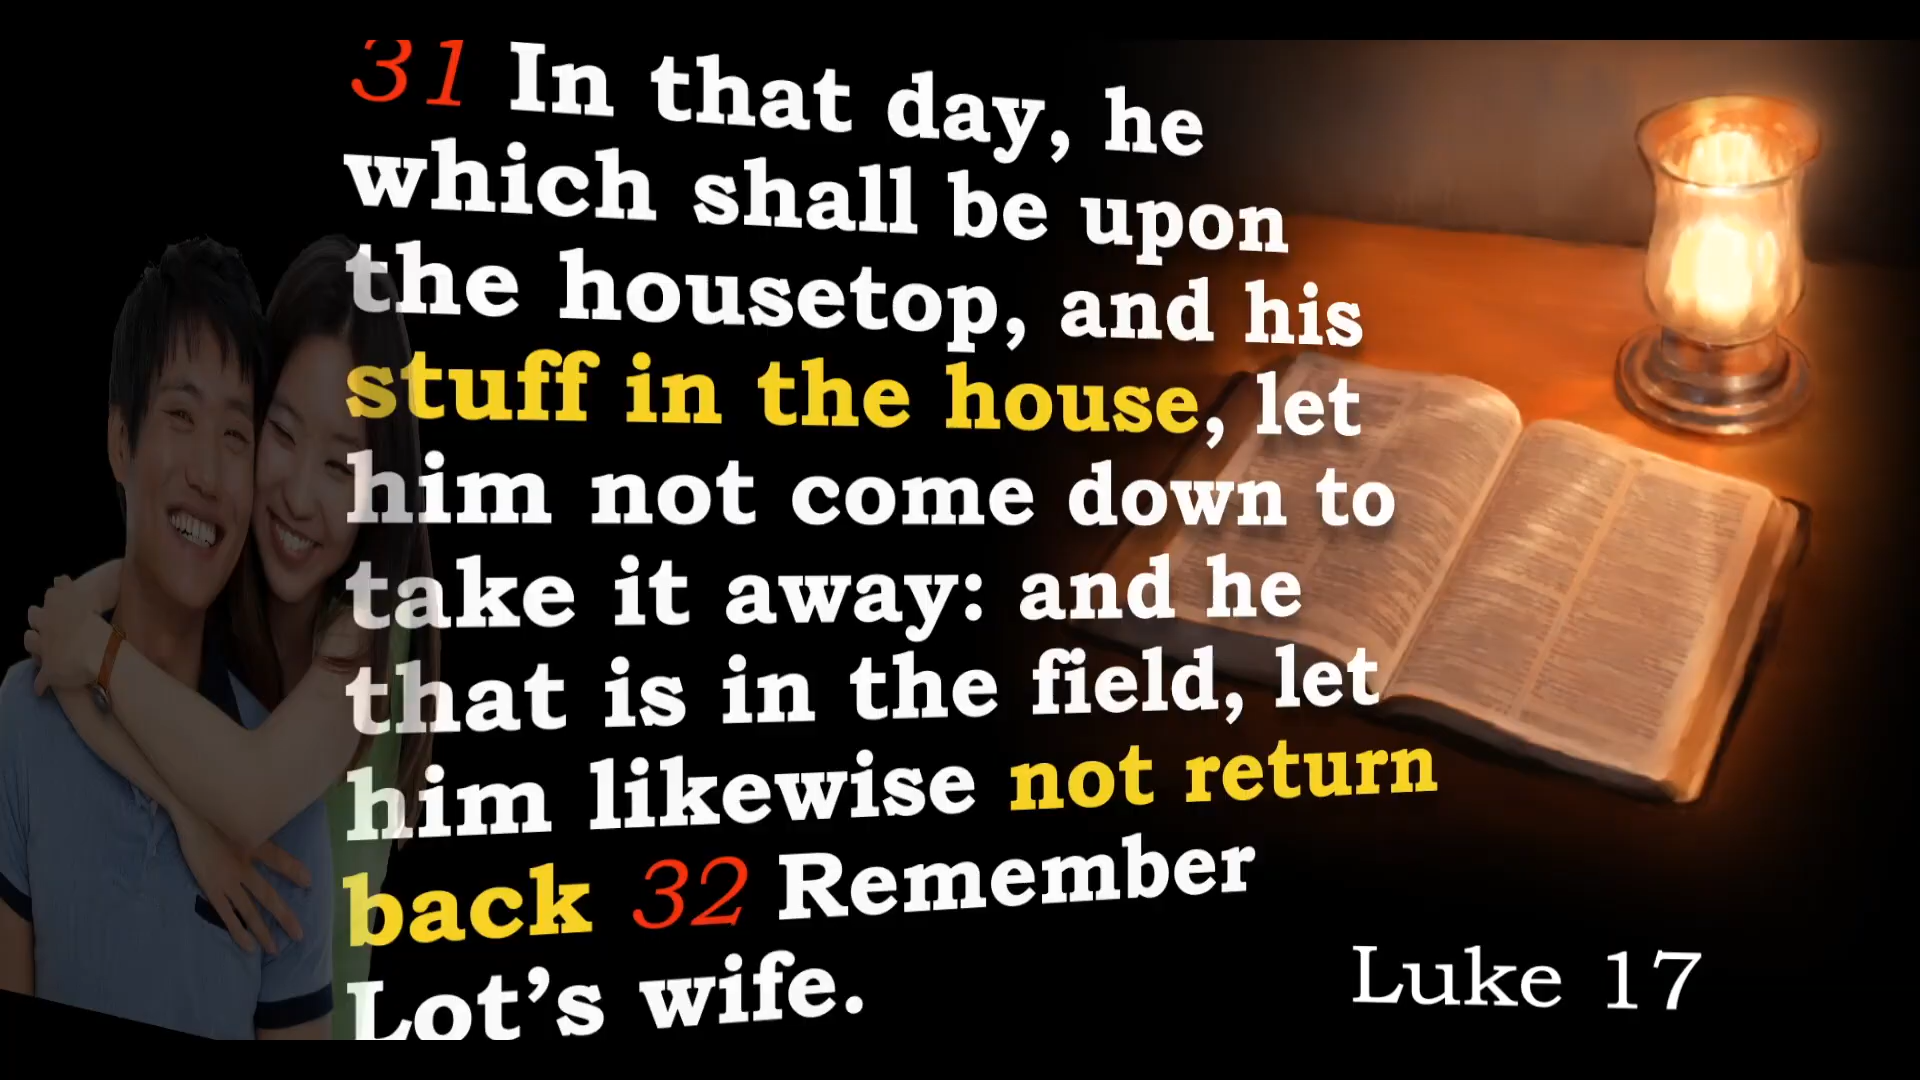 31 In that day, he
which shall be upon
the housetop, and his
stuff in the house, let
him not come down to
take it away: and he
that is in the field, let
him likewise not return
back 32 Remember
Lot’s wife.
Luke 17